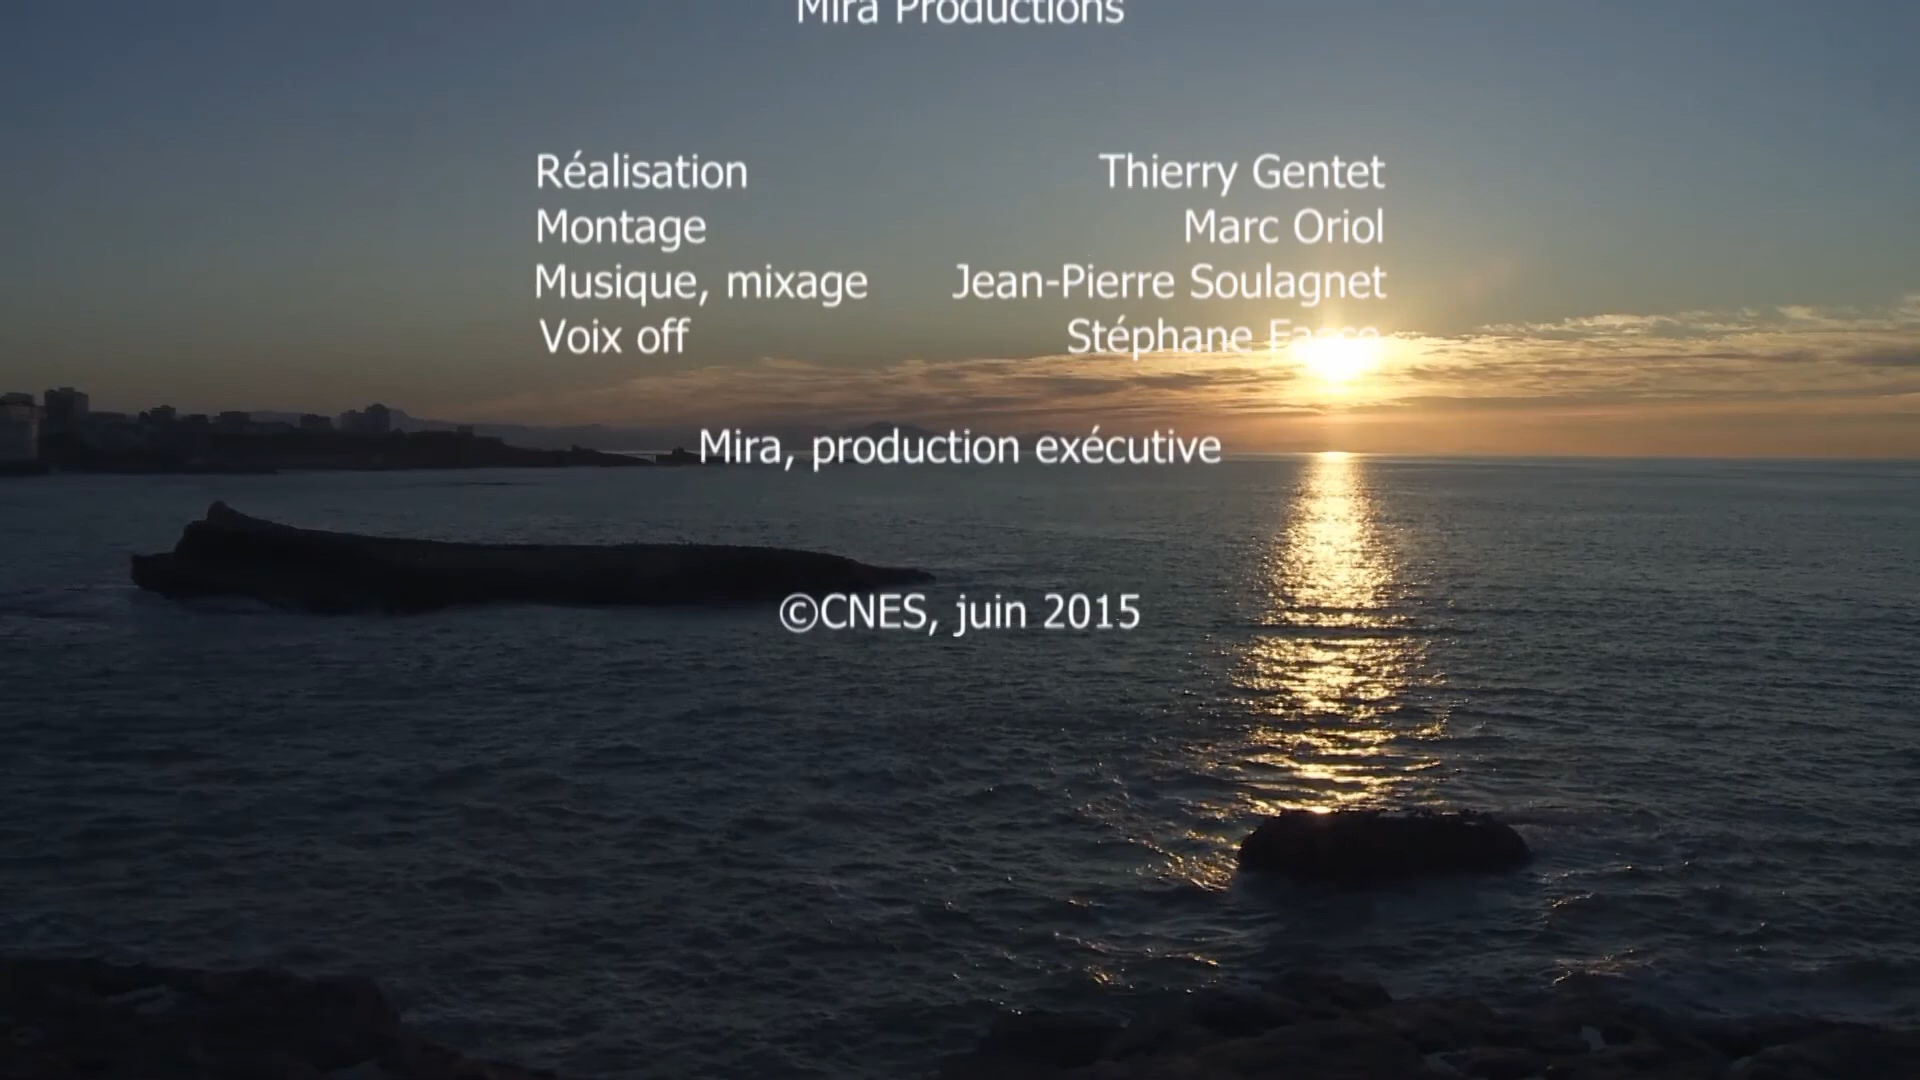 Mira Productions
Réalisation Thierry Gentet
Montage Marc Oriol
Musique, mixage Jean-Pierre Soulagnet
Voix off Stéphane
Mira, production exécutive
©CNES, juin 2015